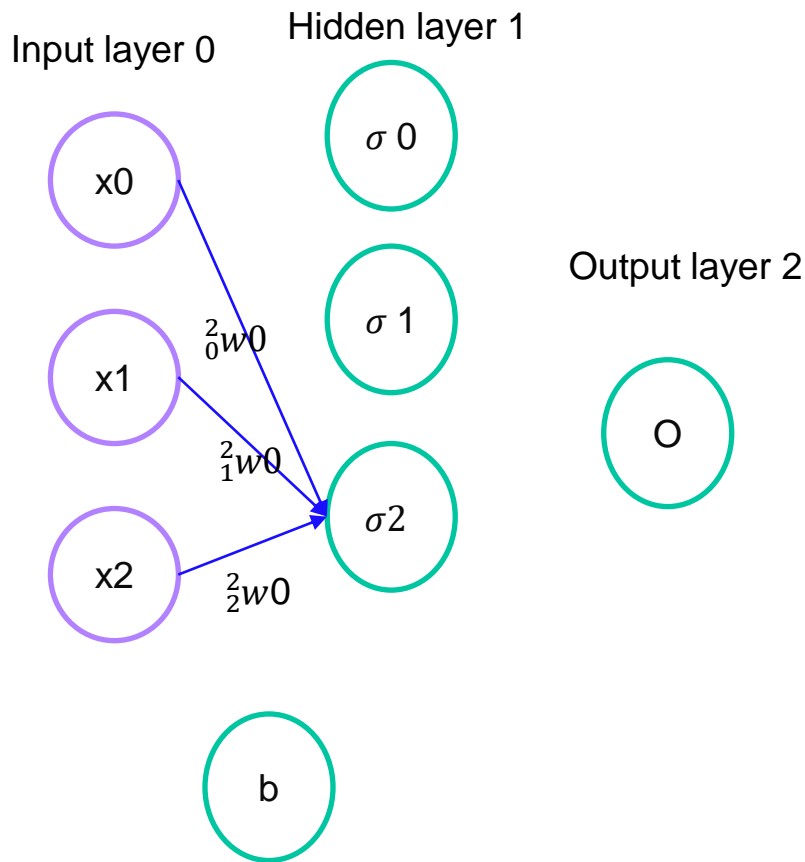 Input layer 0
Hidden layer 1
x0
σ 0
x1
σ 1
Output layer 2
O
x2
σ2
²₀w0
²₁w0
²₂w0
b